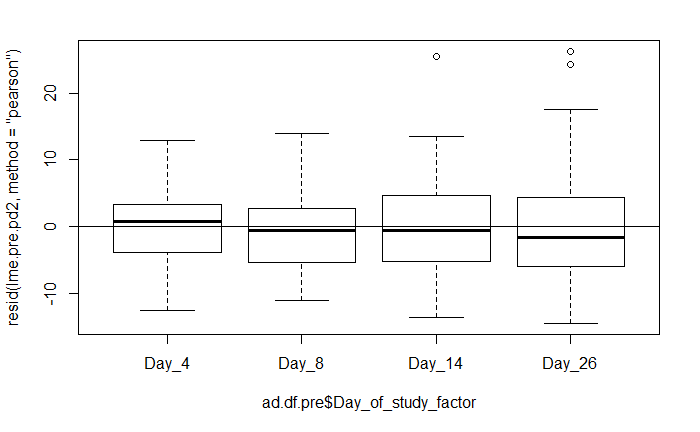 resid(lme.pre.pd2, method = "pearson")
20
10
0
-10
Day_4 Day_8 Day_14 Day_26
ad.df.pre$Day_of_study_factor